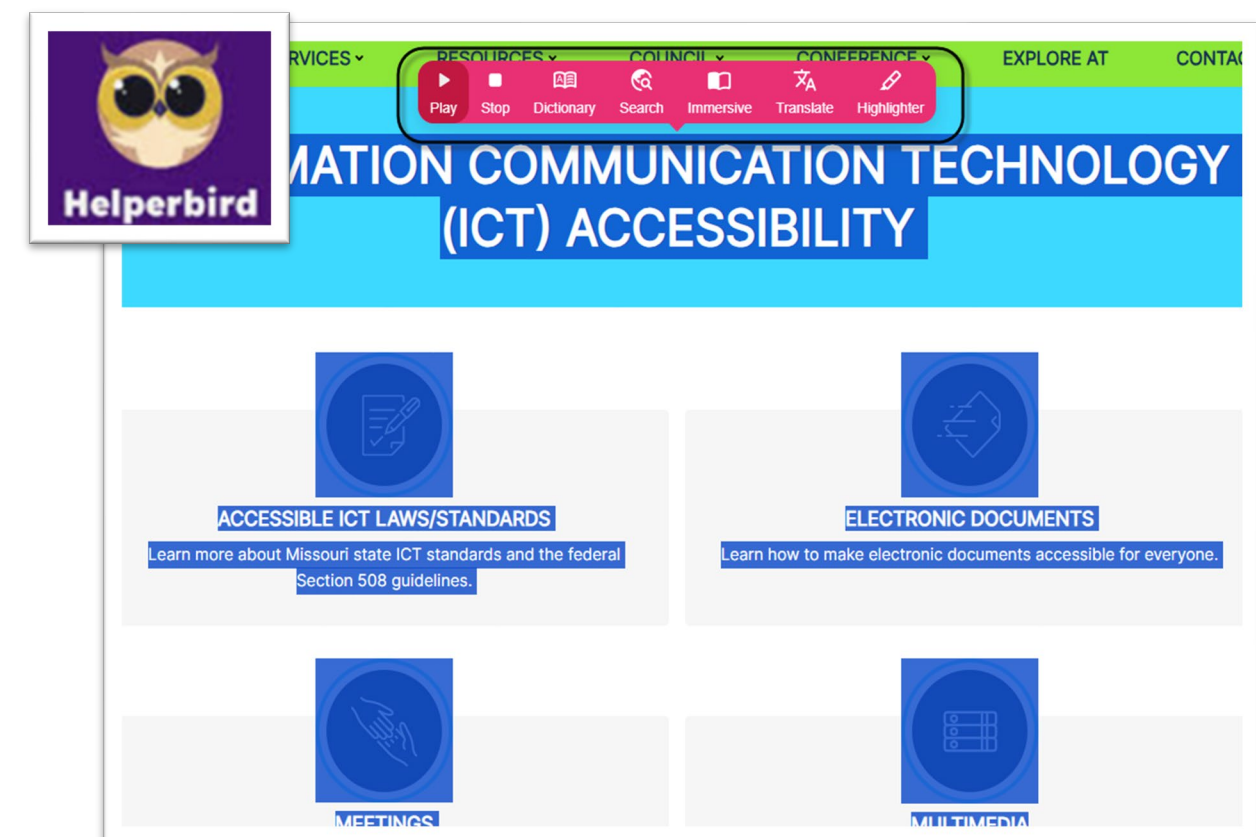 Helperbird
RVICES RESOURCES COUNCIL CONFERENCE EXPLORE AT CONTAC
Play Stop Dictionary Search Immersive Translate Highlighter
MATION COMMUNICATION TECHNOLOGY
(ICT) ACCESSIBILITY
ACCESSIBLE ICT LAWS/STANDARDS
Learn more about Missouri state ICT standards and the federal
Section 508 guidelines.
ELECTRONIC DOCUMENTS
Learn how to make electronic documents accessible for everyone.
MEETINGS
MULTIMEDIA